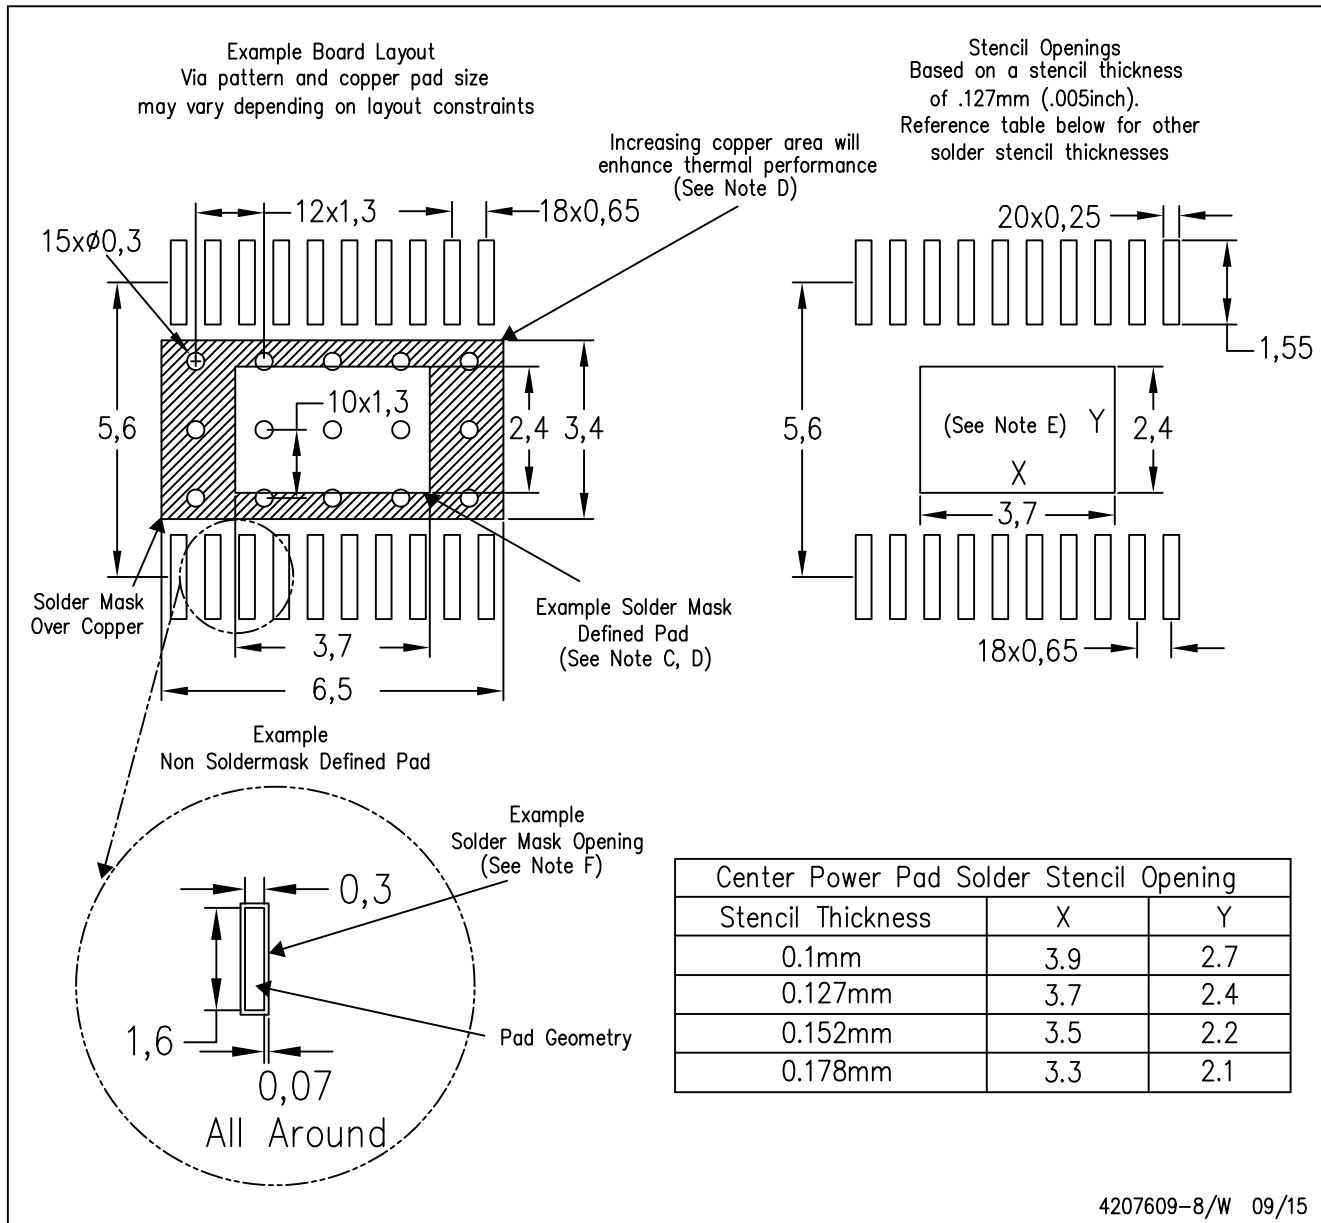 Example Board Layout
Via pattern and copper pad size
may vary depending on layout constraints
Stencil Openings
Based on a stencil thickness
of .127mm (.005inch).
Reference table below for other
solder stencil thicknesses
Increasing copper area will
enhance thermal performance
(See Note D)
12x1,3
18x0,65
15xø0,3
5,6
10x1,3
2,4
3,4
Solder Mask
Over Copper
3,7
6,5
Example Solder Mask
Defined Pad
(See Note C, D)
20x0,25
1,55
5,6
(See Note E)
Y
X
2,4
3,7
18x0,65
Example
Non Soldermask Defined Pad
Example
Solder Mask Opening
(See Note F)
0,3
1,6
Pad Geometry
0,07
All Around
Center Power Pad Solder Stencil Opening
Stencil Thickness X Y
0.1mm 3.9 2.7
0.127mm 3.7 2.4
0.152mm 3.5 2.2
0.178mm 3.3 2.1
4207609-8/W 09/15